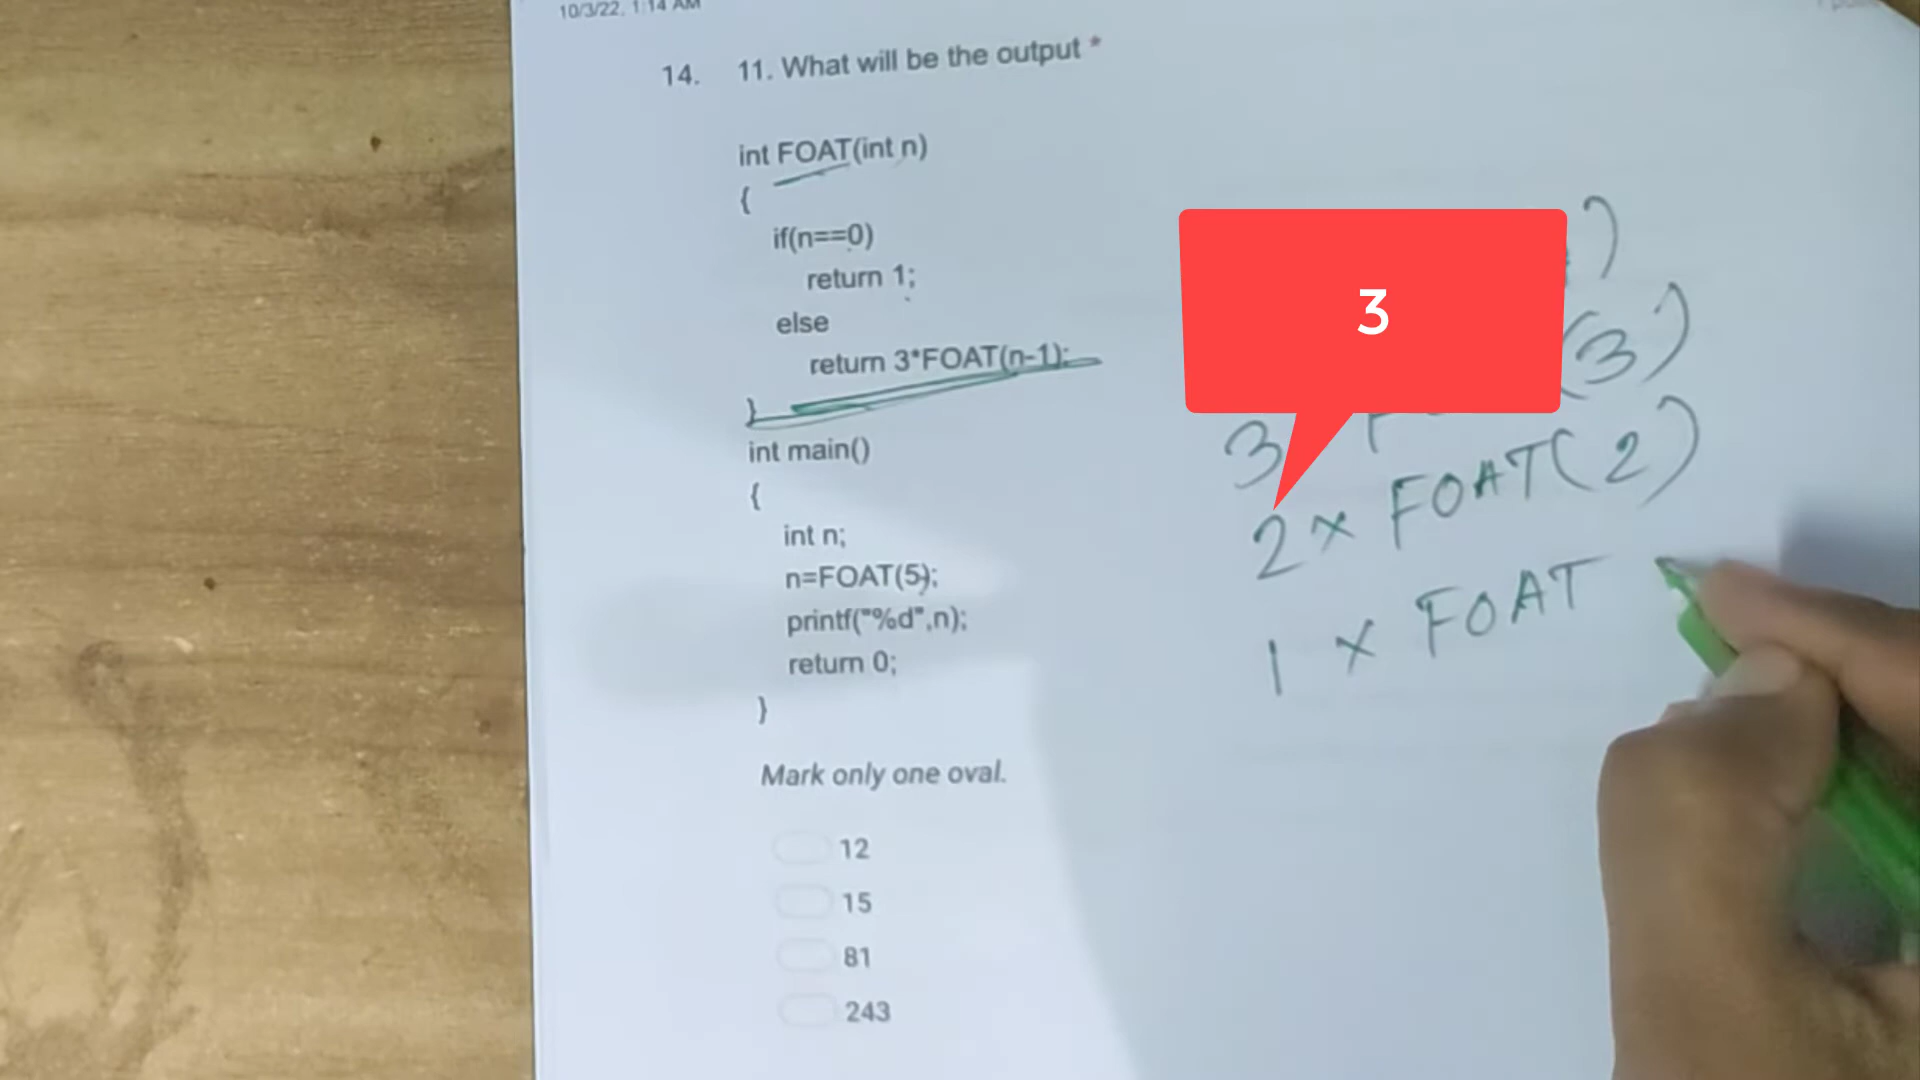 10/3/22, 1:14 AM
14. 11. What will be the output *
int FOAT(int n)
{
if(n==0)
return 1;
else
return 3*FOAT(n-1);
}
int main()
{
int n;
n=FOAT(5);
printf("%d",n);
return 0;
}
Mark only one oval.
12
15
81
243
3
)
(3)
3
2 × FOAT(2)
1 × FOAT